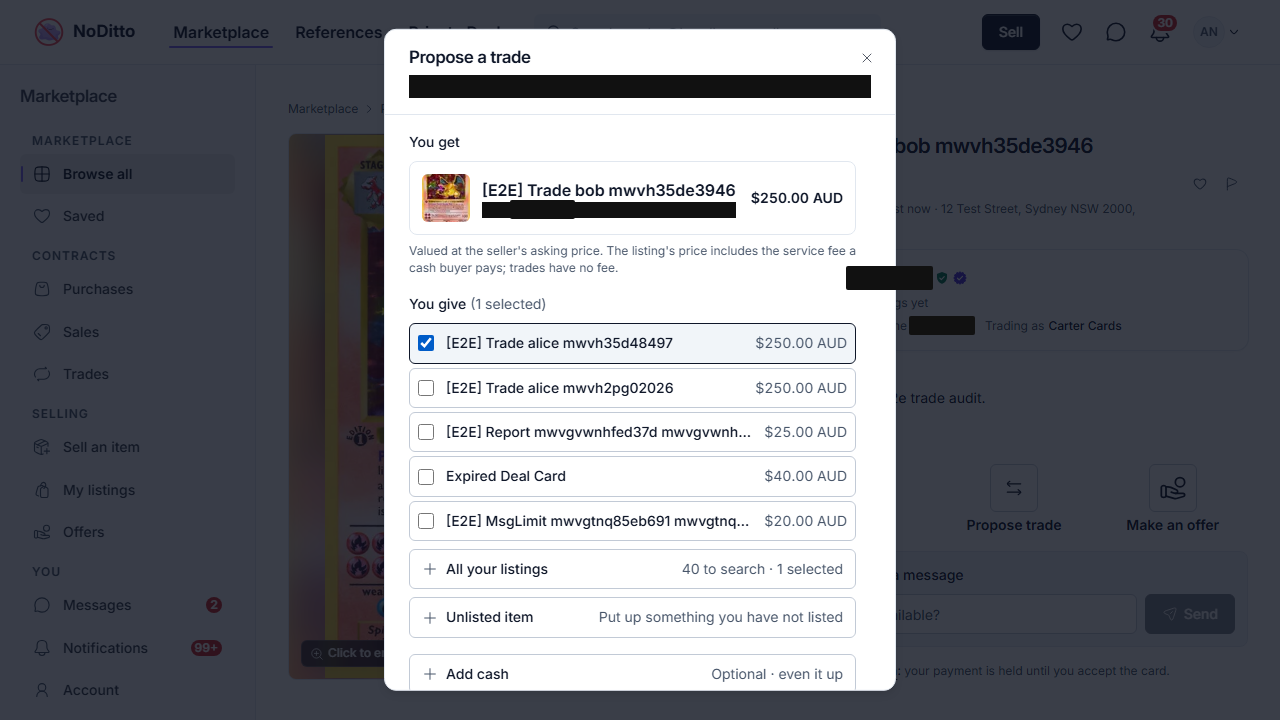 NoDitto
Marketplace
References
Sell
30
AN
Propose a trade
Marketplace
Marketplace
MARKETPLACE
Browse all
Saved
CONTRACTS
Purchases
Sales
Trades
SELLING
Sell an item
My listings
Offers
YOU
Messages
2
Notifications
99+
Account
You get
[E2E] Trade bob mwvh35de3946
$250.00 AUD
Valued at the seller's asking price. The listing's price includes the service fee a
cash buyer pays; trades have no fee.
You give (1 selected)
[E2E] Trade alice mwvh35d48497 $250.00 AUD
[E2E] Trade alice mwvh2pg02026 $250.00 AUD
[E2E] Report mwvgvwnhfed37d mwvgvwnh... $25.00 AUD
Expired Deal Card $40.00 AUD
[E2E] MsgLimit mwvgtnq85eb691 mwvgtnq... $20.00 AUD
All your listings 40 to search · 1 selected
Unlisted item Put up something you have not listed
Add cash Optional · even it up
bob mwvh35de3946
now · 12 Test Street, Sydney NSW 2000,
yet
Trading as Carter Cards
trade audit.
Propose trade
Make an offer
message
Send
your payment is held until you accept the card.
Click to